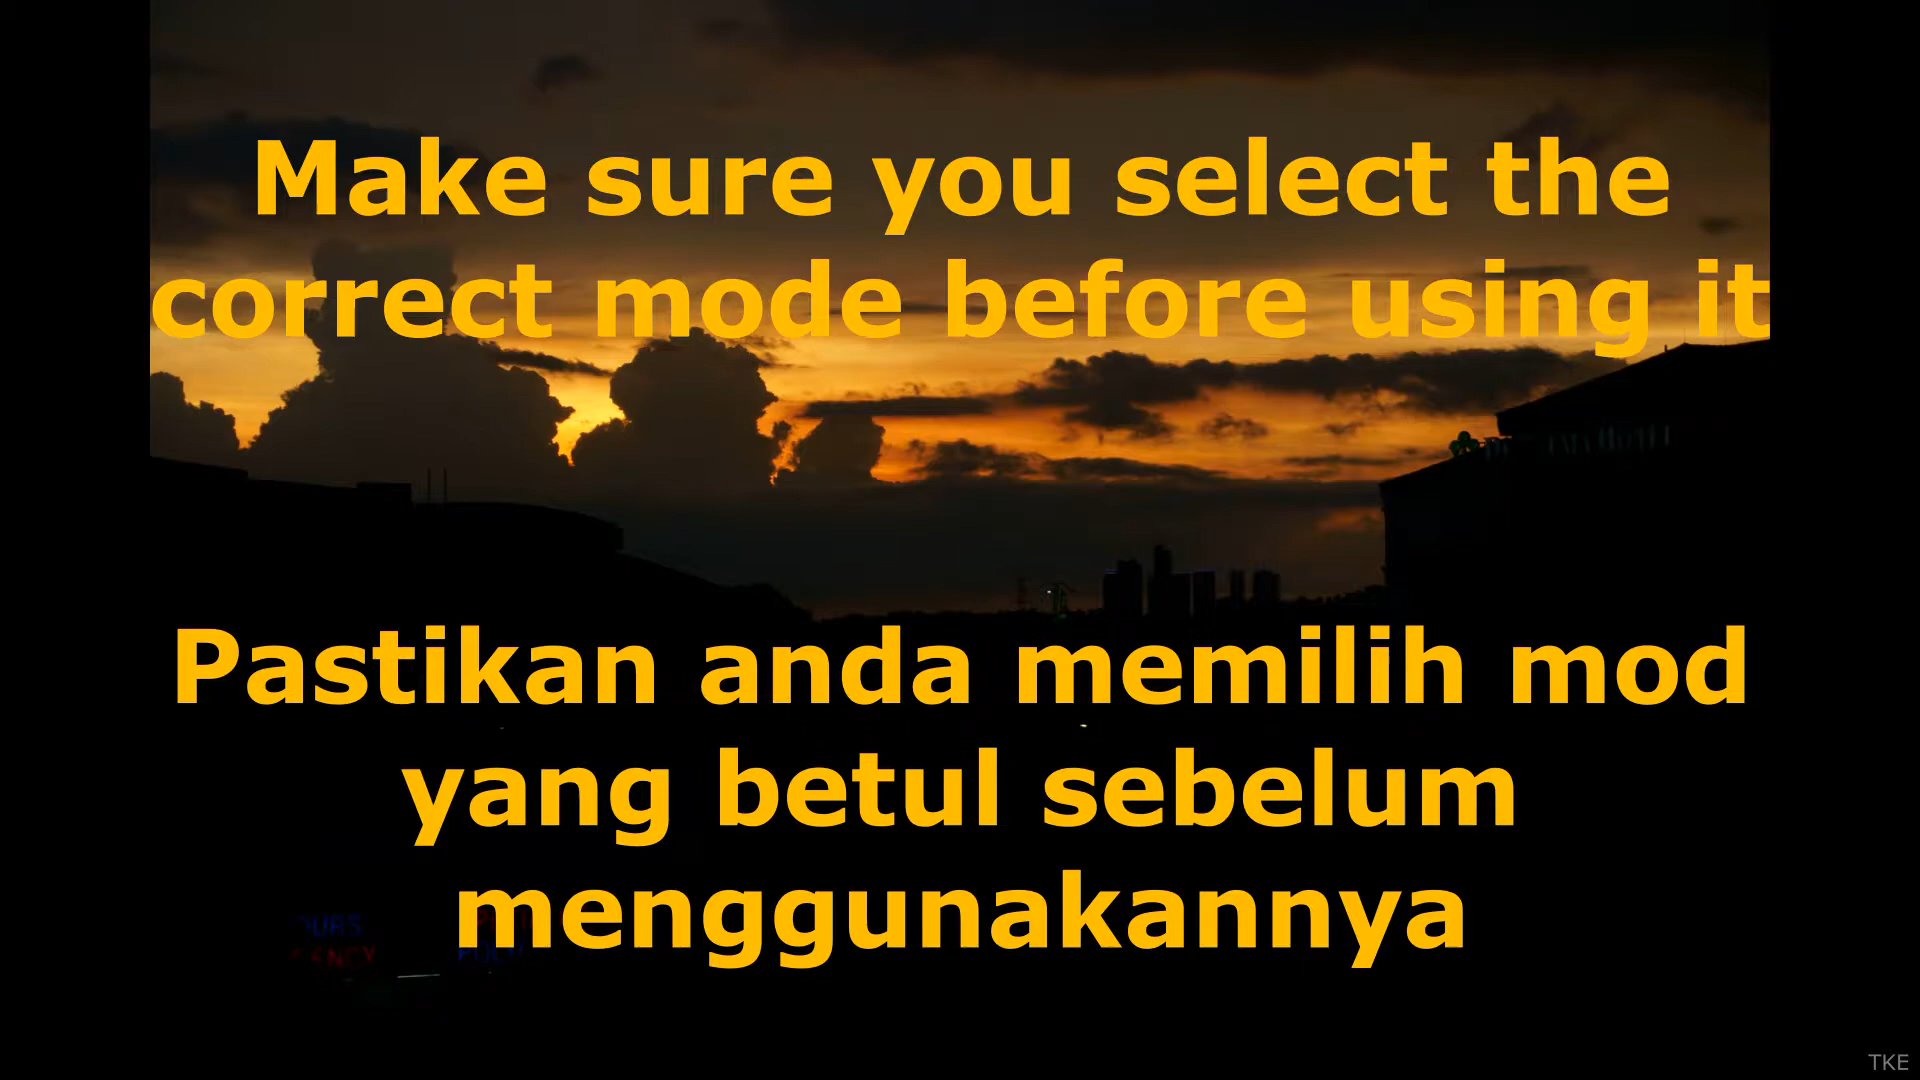 Make sure you select the
correct mode before using it
Pastikan anda memilih mod
yang betul sebelum
menggunakannya
TKE